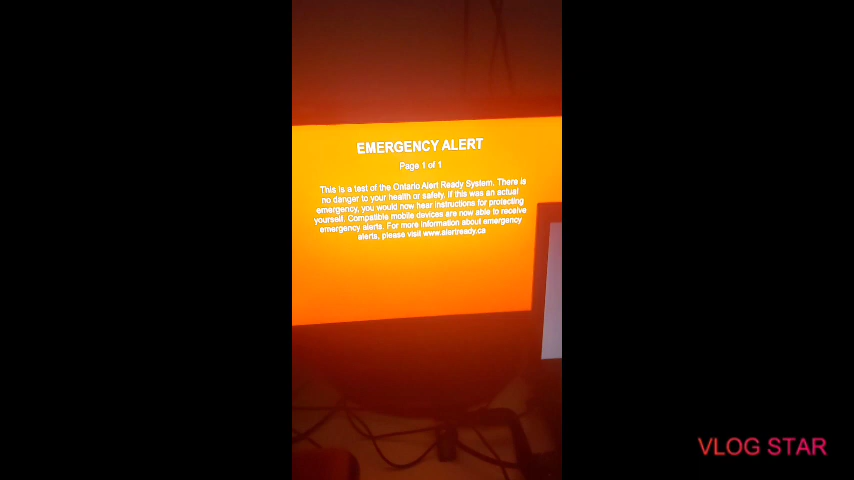 EMERGENCY ALERT
Page 1 of 1
This is a test of the Ontario Alert Ready System. There is
no danger to your health or safety. If this was an actual
emergency, you would now hear instructions for protecting
yourself. Compatible mobile devices are now able to receive
emergency alerts. For more information about emergency
alerts, please visit www.alertready.ca
VLOG STAR